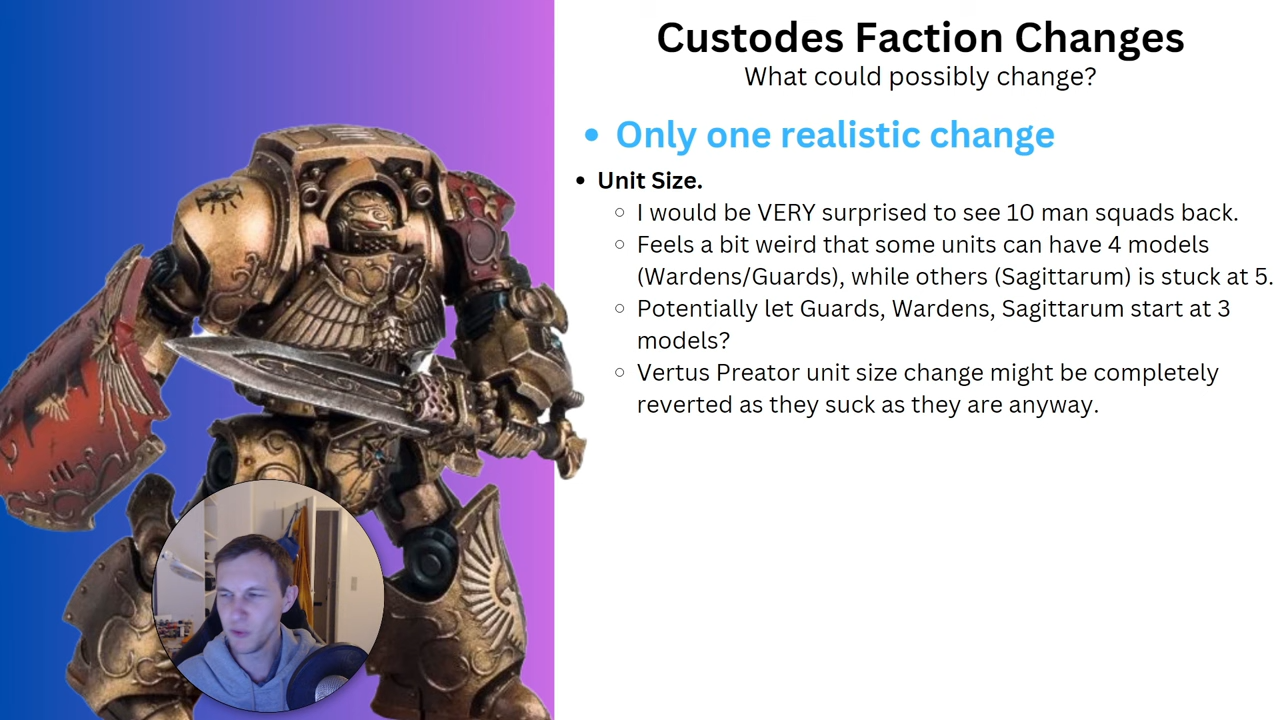 Custodes Faction Changes
What could possibly change?
• Only one realistic change
• Unit Size.
○ I would be VERY surprised to see 10 man squads back.
○ Feels a bit weird that some units can have 4 models
(Wardens/Guards), while others (Sagittarum) is stuck at 5.
○ Potentially let Guards, Wardens, Sagittarum start at 3
models?
○ Vertus Preator unit size change might be completely
reverted as they suck as they are anyway.